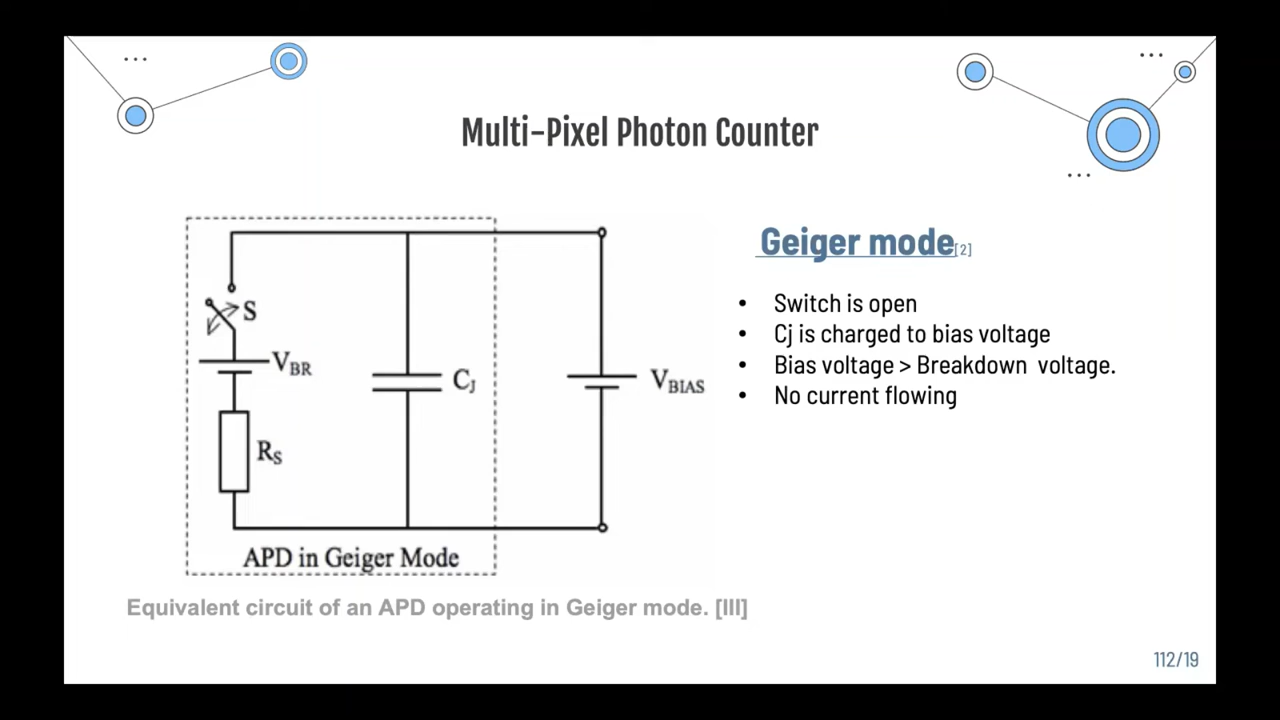 Multi-Pixel Photon Counter
S
V_BR
C_J
V_BIAS
R_S
APD in Geiger Mode
Equivalent circuit of an APD operating in Geiger mode. [III]
Geiger mode[2]
• Switch is open
• Cj is charged to bias voltage
• Bias voltage > Breakdown voltage.
• No current flowing
112/19